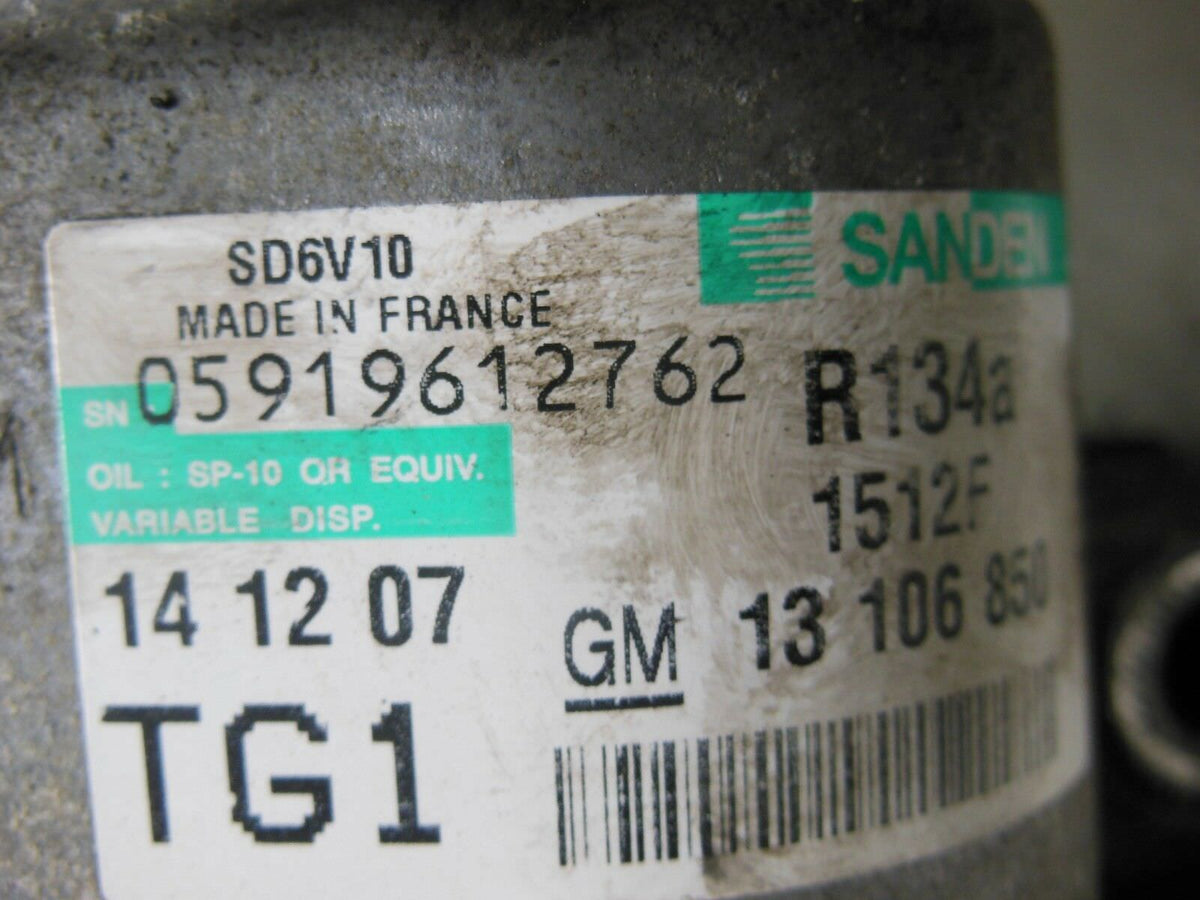 SD6V10
SANDEN
MADE IN FRANCE
SN 05919612762
R134a
OIL : SP-10 OR EQUIV.
VARIABLE DISP.
1512F
14 12 07
GM 13 106 850
TG1